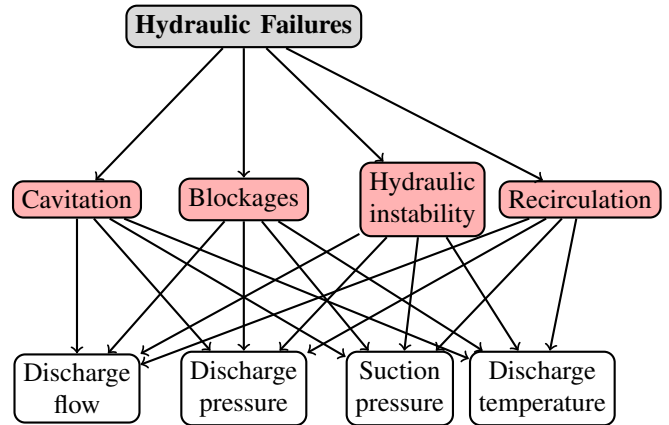 Hydraulic Failures
Cavitation
Blockages
Hydraulic
instability
Recirculation
Discharge
flow
Discharge
pressure
Suction
pressure
Discharge
temperature